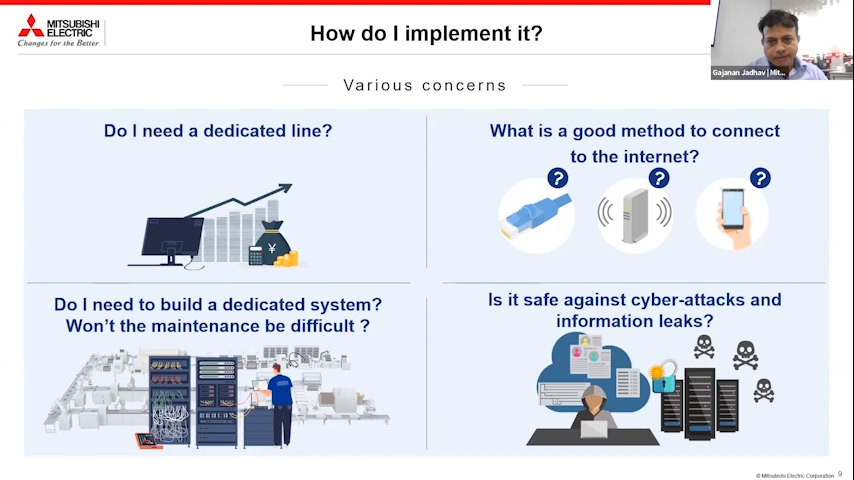 MITSUBISHI
ELECTRIC
Changes for the Better
How do I implement it?
Gajanan Jadhav | Mit...
Various concerns
Do I need a dedicated line?
What is a good method to connect
to the internet?
?
?
?
¥
Do I need to build a dedicated system?
Won't the maintenance be difficult ?
Is it safe against cyber-attacks and
information leaks?
© Mitsubishi Electric Corporation
9